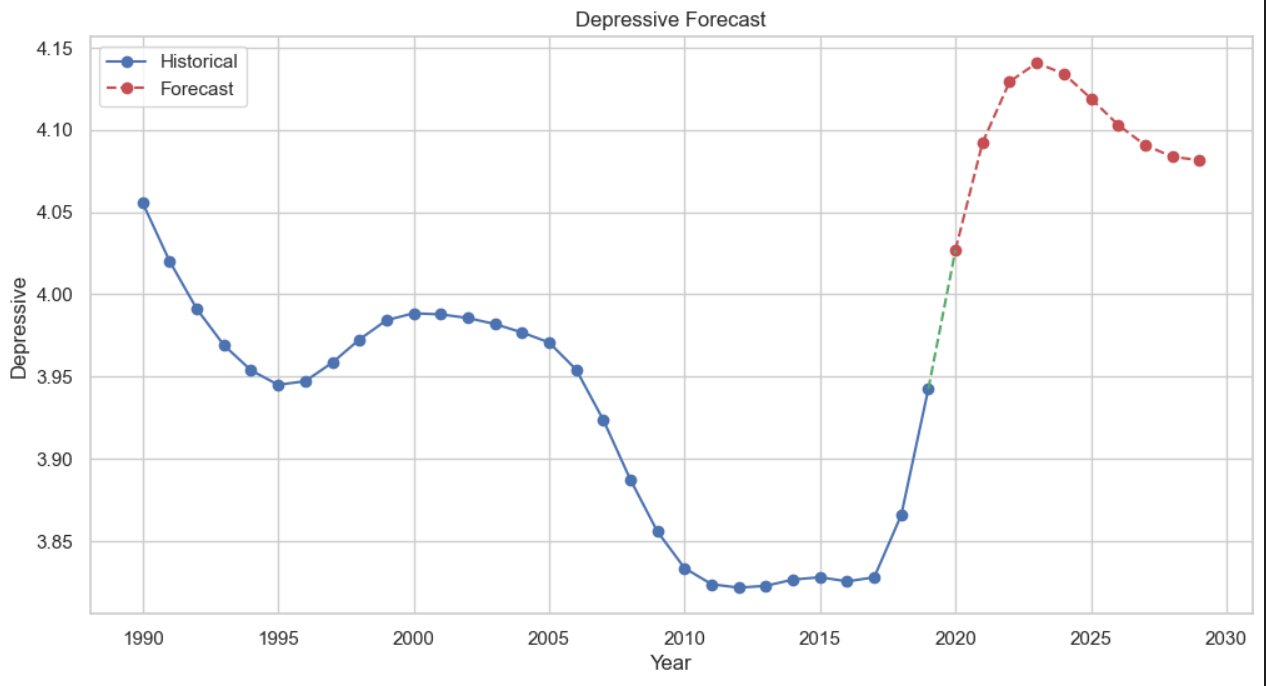 Depressive Forecast
Historical
Forecast
4.15
4.10
4.05
4.00
3.95
3.90
3.85
Depressive
1990 1995 2000 2005 2010 2015 2020 2025 2030
Year